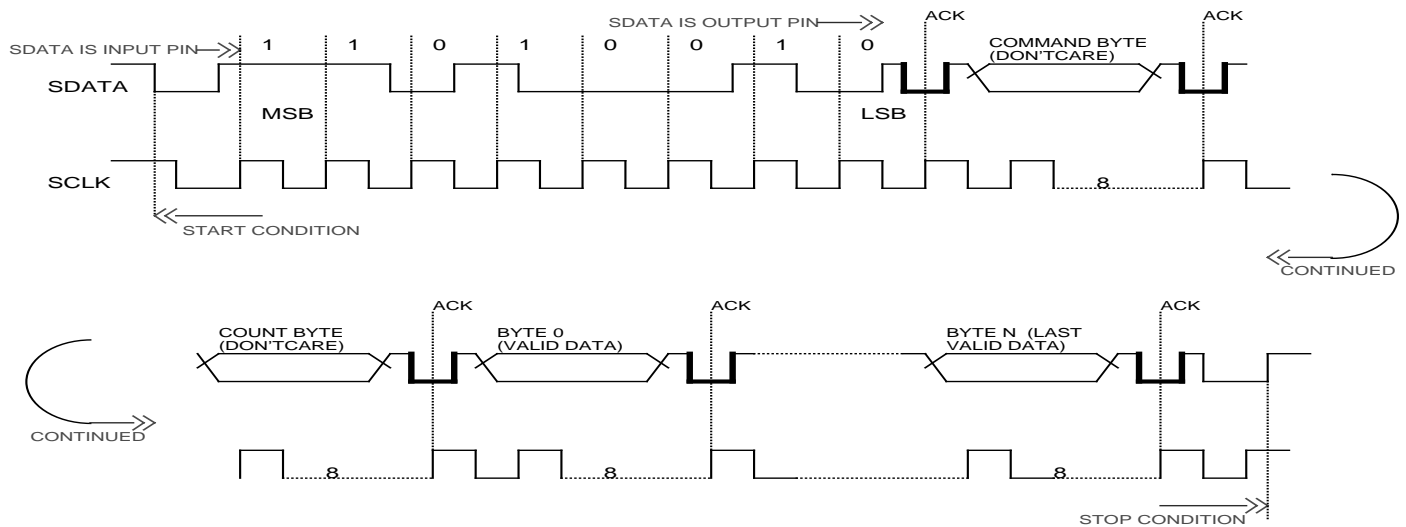 SDATA IS OUTPUT PIN
ACK
ACK
SDATA IS INPUT PIN
1 1 0 1 0 0 1 0
COMMAND BYTE
(DON'TCARE)
SDATA
MSB
LSB
SCLK
8
START CONDITION
CONTINUED
ACK
ACK
ACK
COUNT BYTE
(DON'TCARE)
BYTE 0
(VALID DATA)
BYTE N (LAST
VALID DATA)
CONTINUED
8
8
8
STOP CONDITION